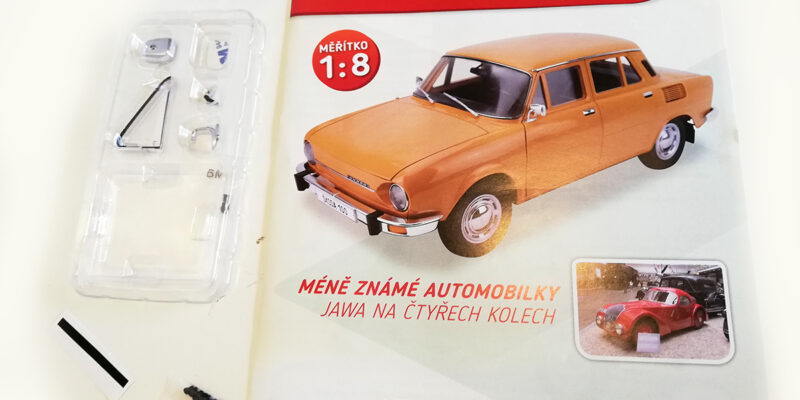 MĚŘÍTKO
1:8
MÉNĚ ZNÁMÉ AUTOMOBILKY
JAWA NA ČTYŘECH KOLECH